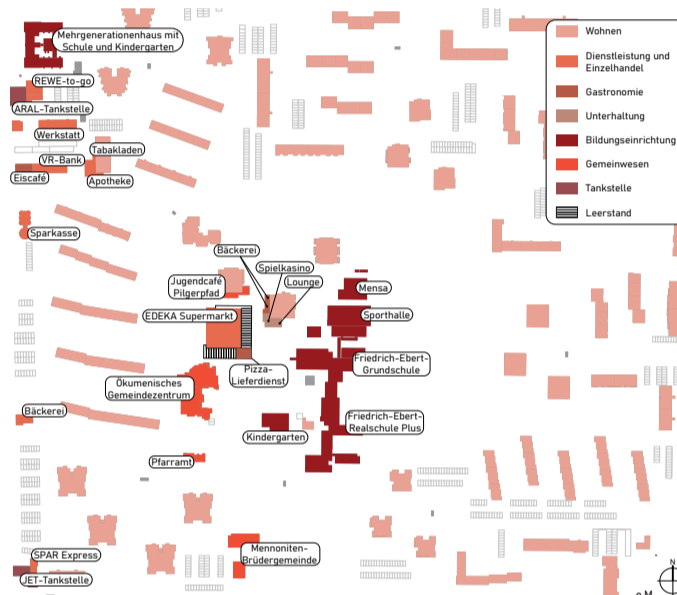 Mehrgenerationenhaus mit
Schule und Kindergarten
REWE-to-go
ARAL-Tankstelle
Werkstatt
Tabakladen
VR-Bank
Eiscafé
Apotheke
Sparkasse
Bäckerei
Spielkasino
Lounge
Jugendcafé
Pilgerpfad
Mensa
EDEKA Supermarkt
Sporthalle
Pizza-
Lieferdienst
Friedrich-Ebert-
Grundschule
Ökumenisches
Gemeindezentrum
Bäckerei
Friedrich-Ebert-
Realschule Plus
Kindergarten
Pfarramt
Mennoniten-
Brüdergemeinde
SPAR Express
JET-Tankstelle
Wohnen
Dienstleistung und
Einzelhandel
Gastronomie
Unterhaltung
Bildungseinrichtung
Gemeinwesen
Tankstelle
Leerstand
N